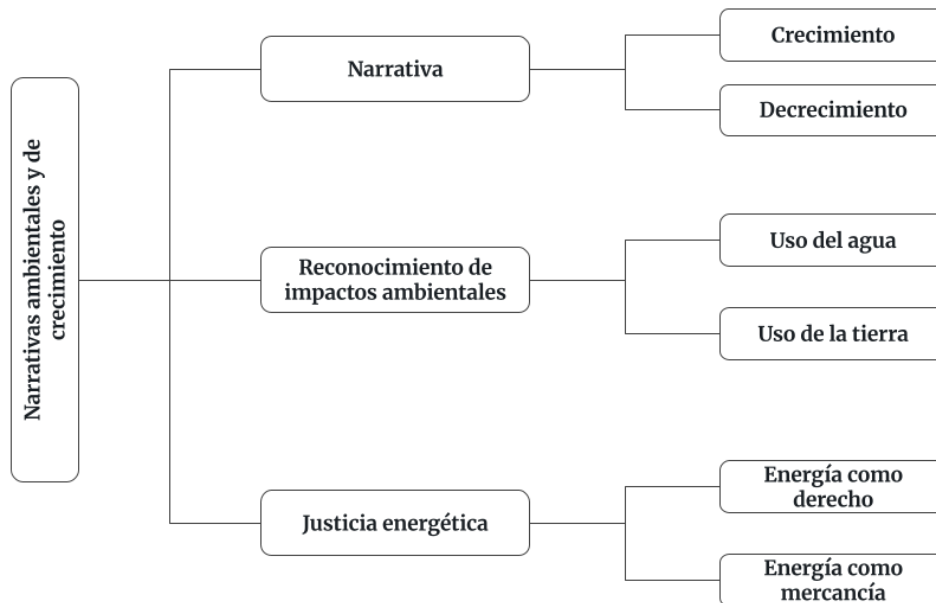 Narrativas ambientales y de
crecimiento
Narrativa
Crecimiento
Decrecimiento
Reconocimiento de
impactos ambientales
Uso del agua
Uso de la tierra
Justicia energética
Energía como
derecho
Energía como
mercancía